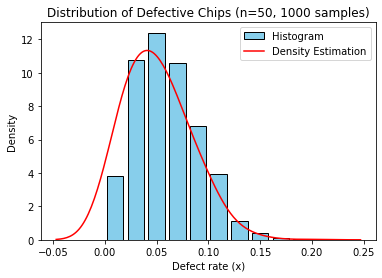 Distribution of Defective Chips (n=50, 1000 samples)
Histogram
Density Estimation
12
10
8
6
4
2
0
Density
−0.05 0.00 0.05 0.10 0.15 0.20 0.25
Defect rate (x)